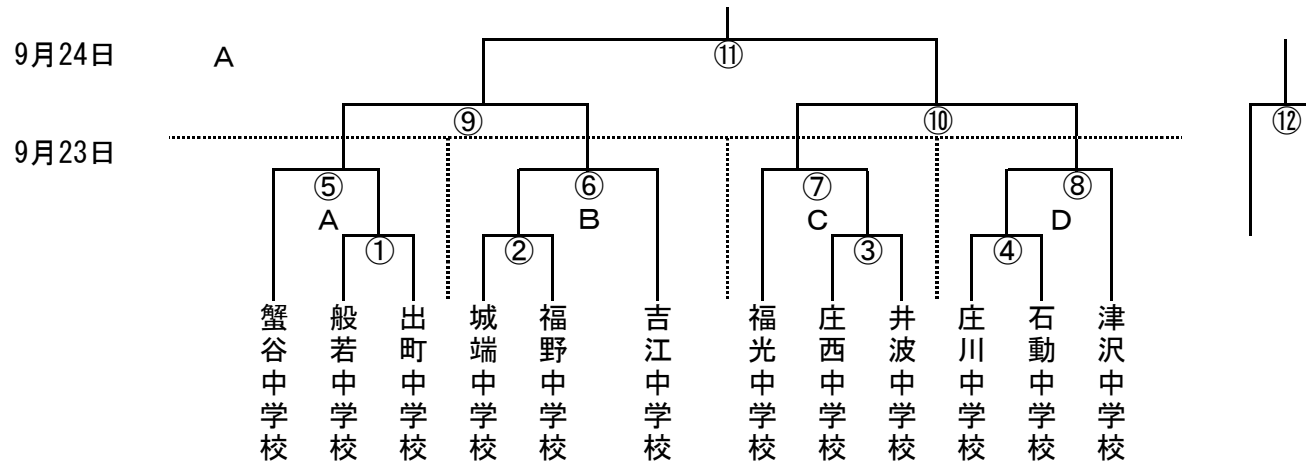 9月24日
A
⑪
⑫
⑨
⑩
9月23日
⑤
⑥
⑦
⑧
A
B
C
D
①
②
③
④
蟹谷中学校
般若中学校
出町中学校
城端中学校
福野中学校
吉江中学校
福光中学校
庄西中学校
井波中学校
庄川中学校
石動中学校
津沢中学校